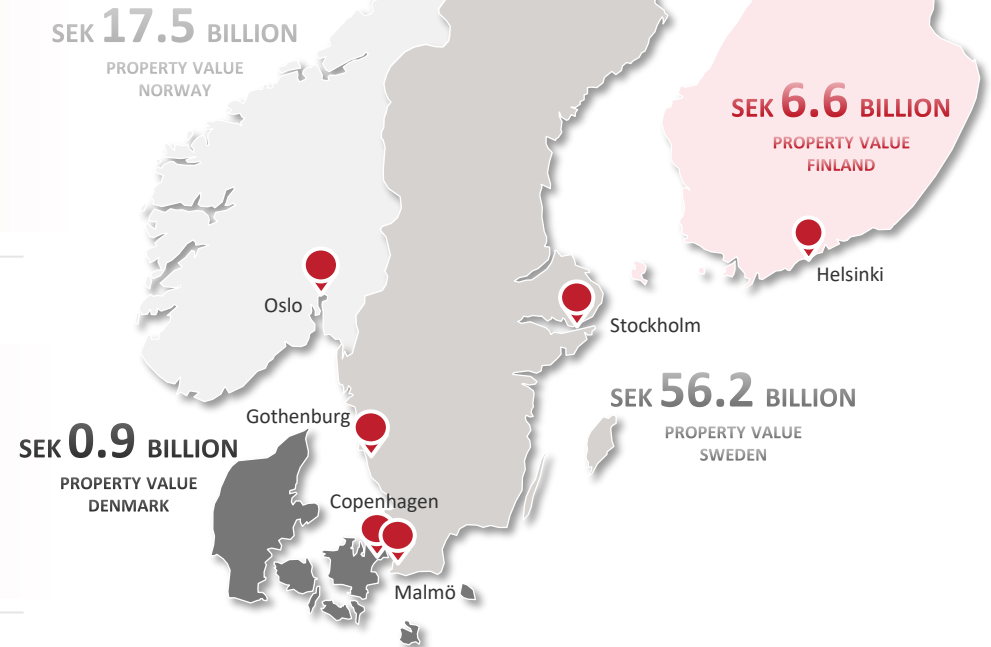 SEK 17.5 BILLION
PROPERTY VALUE
NORWAY
SEK 6.6 BILLION
PROPERTY VALUE
FINLAND
Helsinki
Oslo
Stockholm
SEK 56.2 BILLION
PROPERTY VALUE
SWEDEN
Gothenburg
SEK 0.9 BILLION
PROPERTY VALUE
DENMARK
Copenhagen
Malmö